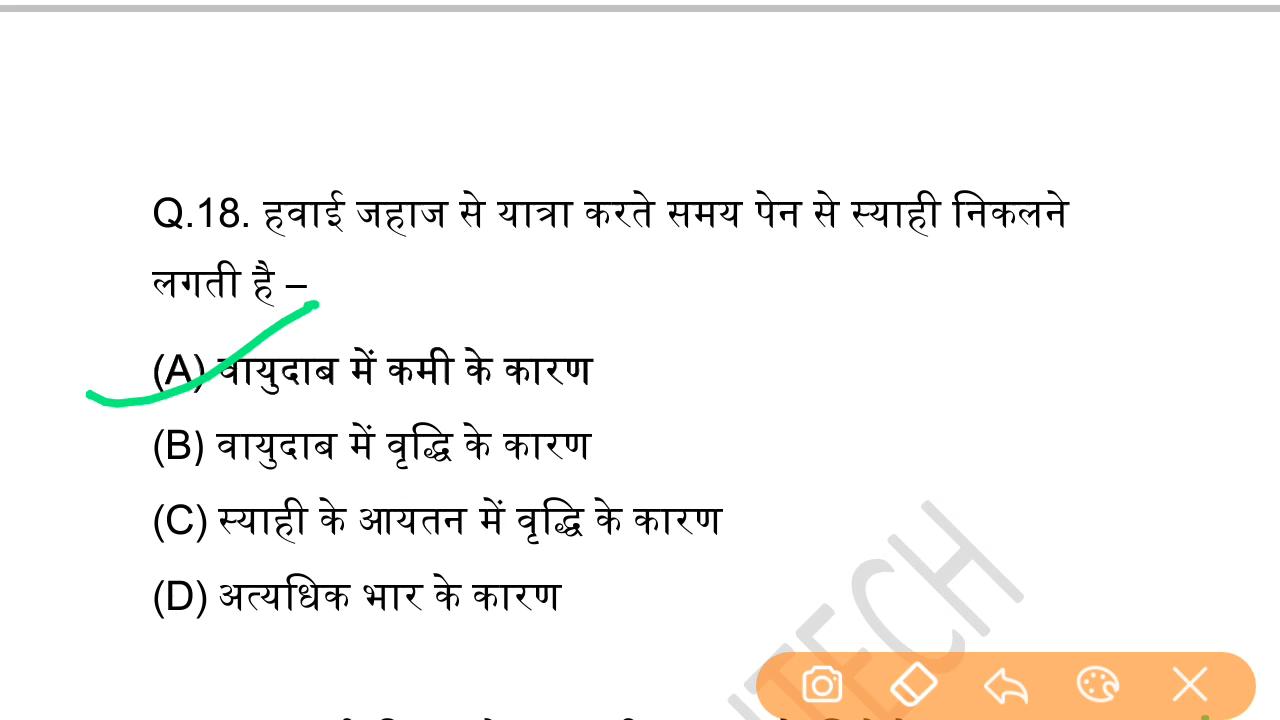 Q.18. हवाई जहाज से यात्रा करते समय पेन से स्याही निकलने
लगती है –
(A) वायुदाब में कमी के कारण
(B) वायुदाब में वृद्धि के कारण
(C) स्याही के आयतन में वृद्धि के कारण
(D) अत्यधिक भार के कारण